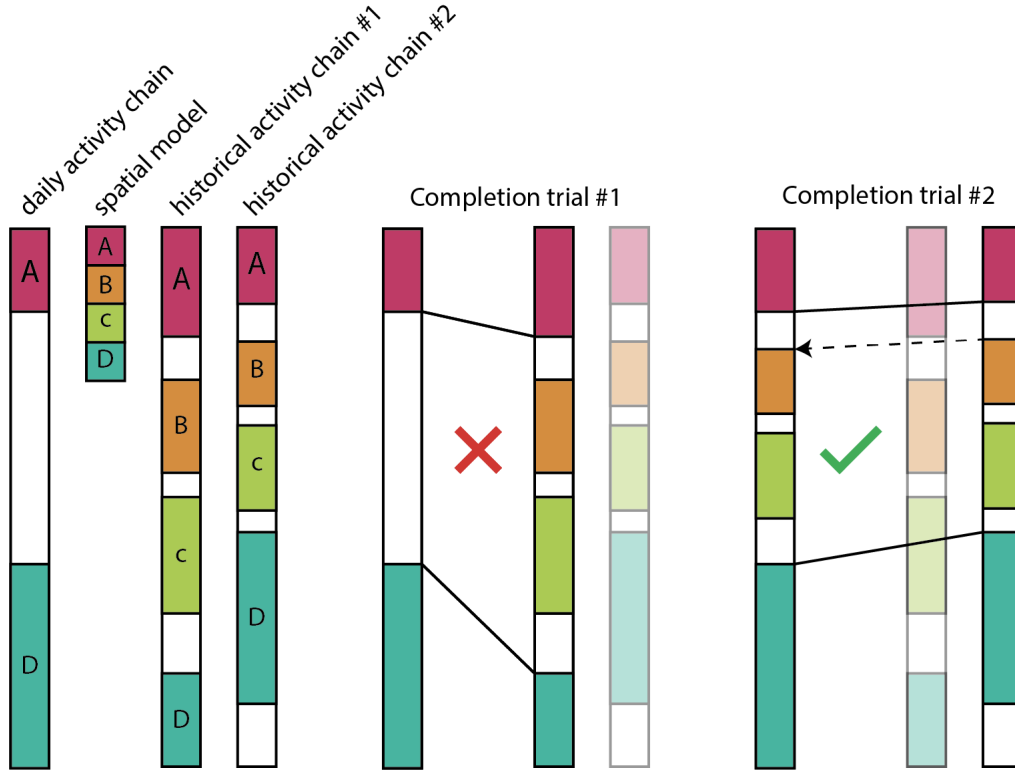 daily activity chain
spatial model
historical activity chain #1
historical activity chain #2
Completion trial #1
Completion trial #2
A
D
A
B
c
D
A
B
c
D
A
B
c
D